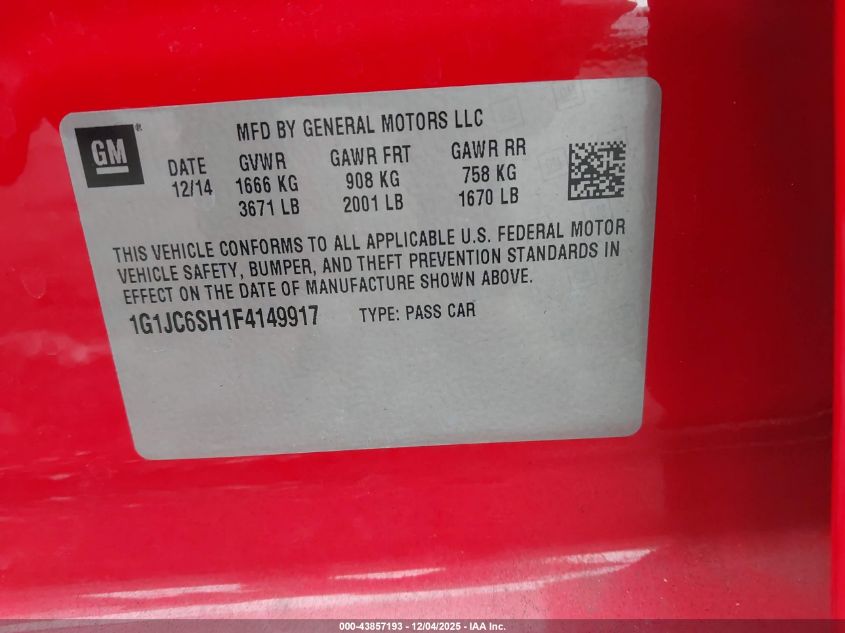 GM
MFD BY GENERAL MOTORS LLC
DATE GVWR GAWR FRT GAWR RR
12/14 1666 KG 908 KG 758 KG
3671 LB 2001 LB 1670 LB
THIS VEHICLE CONFORMS TO ALL APPLICABLE U.S. FEDERAL MOTOR
VEHICLE SAFETY, BUMPER, AND THEFT PREVENTION STANDARDS IN
EFFECT ON THE DATE OF MANUFACTURE SHOWN ABOVE.
1G1JC6SH1F4149917 TYPE: PASS CAR
000-43857193 - 12/04/2025 - IAA Inc.